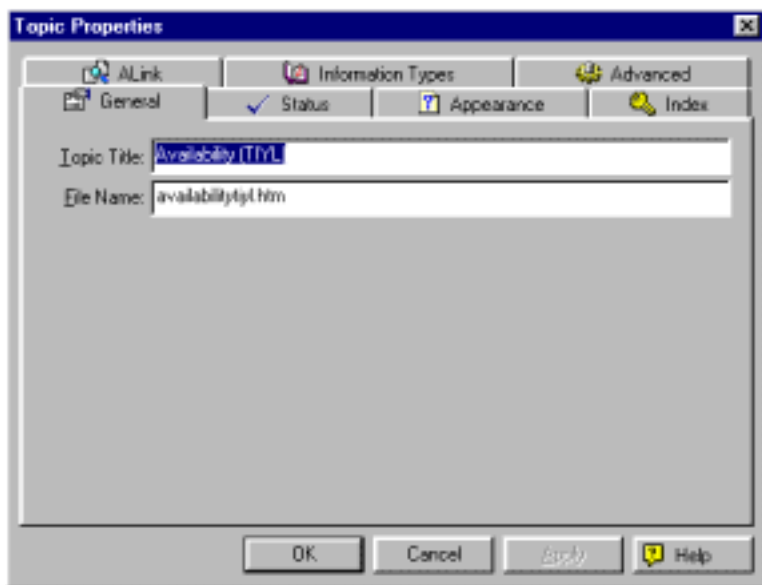 Topic Properties
ALink Information Types Advanced
General Status Appearance Index
Topic Title: Availability (TIYL)
File Name: availabilitytiyl.htm
OK Cancel Apply Help